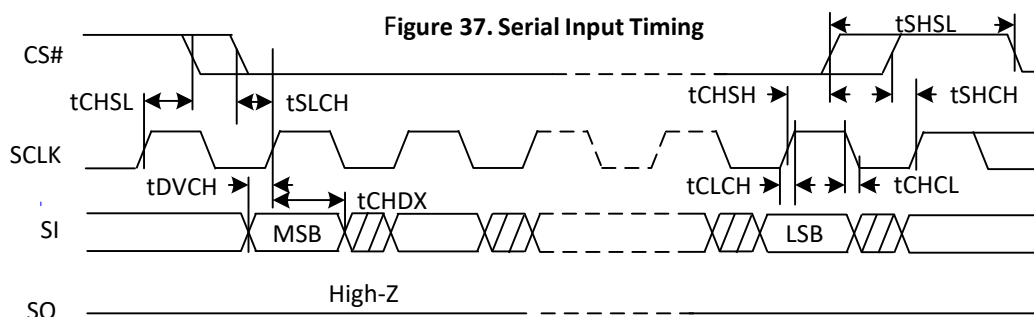 Figure 37. Serial Input Timing
tSHSL
CS#
tCHSL
tSLCH
tCHSH
tSHCH
SCLK
tDVCH
tCHDX
tCLCH
tCHCL
SI
MSB
LSB
High-Z
SO